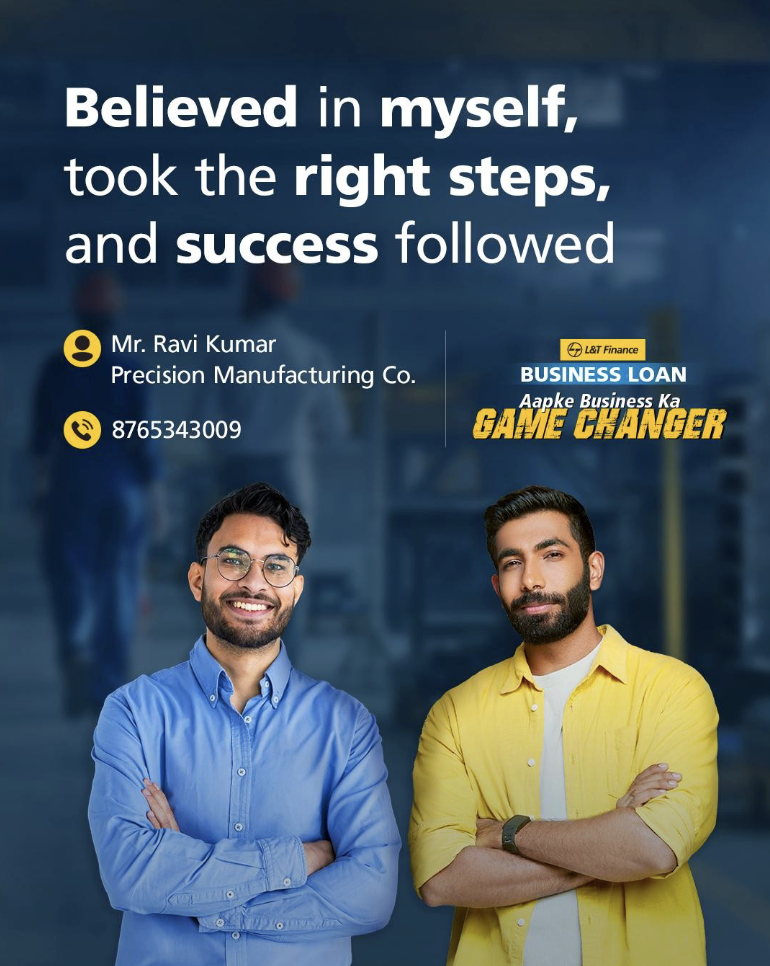 Believed in myself,
took the right steps,
and success followed
Mr. Ravi Kumar
Precision Manufacturing Co.
8765343009
L&T Finance
BUSINESS LOAN
Aapke Business Ka
GAME CHANGER